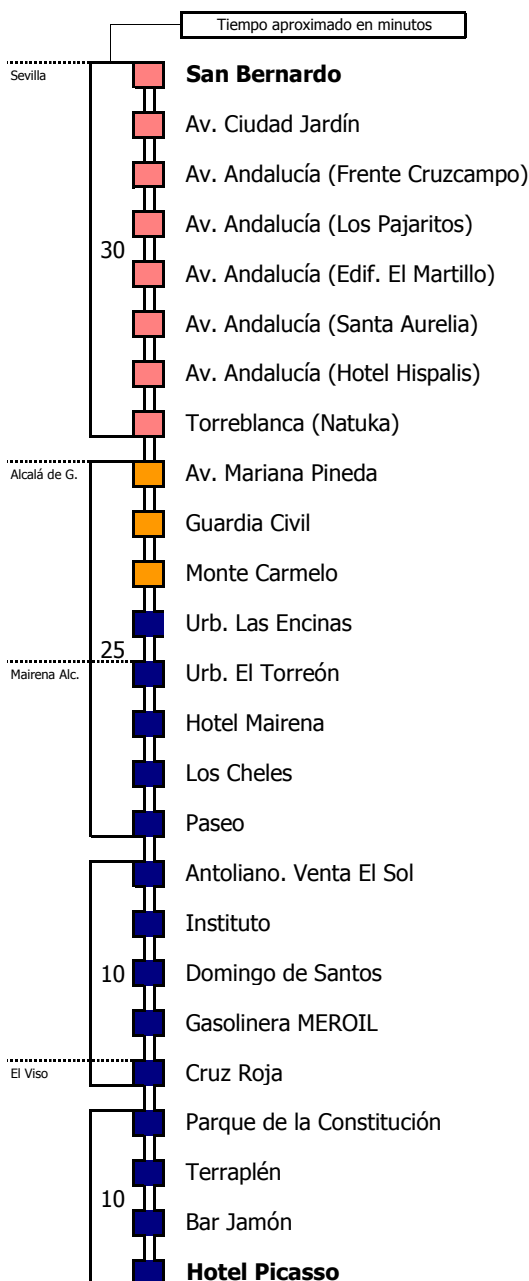 Tiempo aproximado en minutos
Sevilla
San Bernardo
Av. Ciudad Jardín
Av. Andalucía (Frente Cruzcampo)
Av. Andalucía (Los Pajaritos)
30
Av. Andalucía (Edif. El Martillo)
Av. Andalucía (Santa Aurelia)
Av. Andalucía (Hotel Hispalis)
Torreblanca (Natuka)
Alcalá de G.
Av. Mariana Pineda
Guardia Civil
Monte Carmelo
Urb. Las Encinas
25
Mairena Alc.
Urb. El Torreón
Hotel Mairena
Los Cheles
Paseo
Antoliano. Venta El Sol
Instituto
10
Domingo de Santos
Gasolinera MEROIL
El Viso
Cruz Roja
Parque de la Constitución
Terraplén
10
Bar Jamón
Hotel Picasso